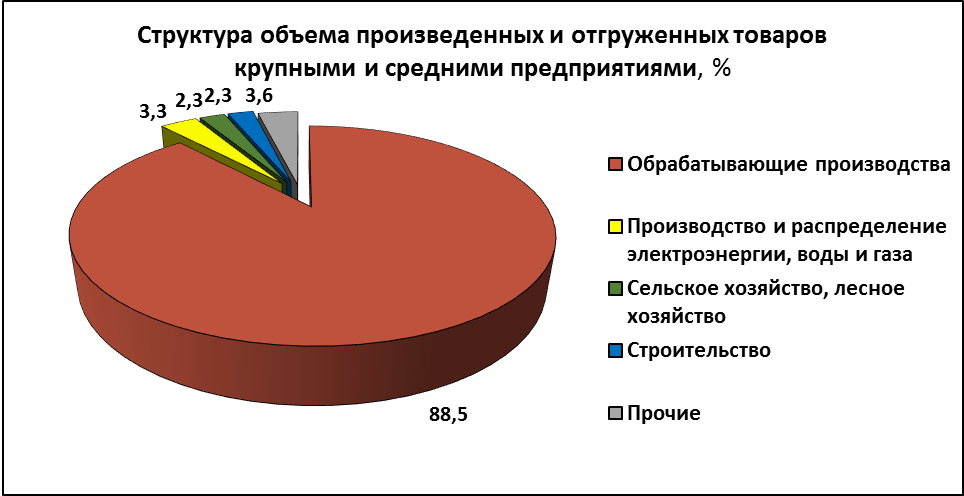 Структура объема произведенных и отгруженных товаров
крупными и средними предприятиями, %
3,3
2,3
2,3
3,6
88,5
Обрабатывающие производства
Производство и распределение
электроэнергии, воды и газа
Сельское хозяйство, лесное
хозяйство
Строительство
Прочие